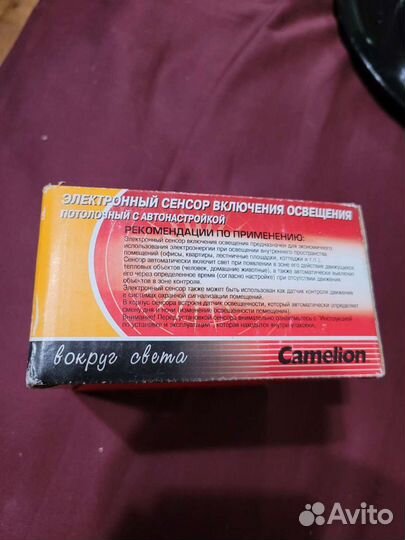 ЭЛЕКТРОННЫЙ СЕНСОР ВКЛЮЧЕНИЯ ОСВЕЩЕНИЯ
ПОТОЛОЧНЫЙ С АВТОНАСТРОЙКОЙ
РЕКОМЕНДАЦИИ ПО ПРИМЕНЕНИЮ:
Электронный сенсор включения освещения предназначен для экономичного
использования электроэнергии при освещении внутреннего пространства
помещений (офисы, квартиры, лестничные площадки, коттеджи и т.п.).
Сенсор автоматически включит свет при появлении в зоне его действия движущихся
тепловых объектов (человек, домашние животные), а также автоматически выключит
его через определенное время (согласно настройке) при отсутствии движения
объектов в зоне контроля.
Электронный сенсор также может быть использован как датчик контроля движения
в системах охранной сигнализации помещений.
В корпус сенсора встроен датчик освещенности, который автоматически определяет
смену дня и ночи (изменение освещенности помещения).
Внимание! Перед установкой сенсора внимательно ознакомьтесь с "Инструкцией
по установке и эксплуатации", которая находится внутри упаковки.
вокруг света
Camelion
Avito